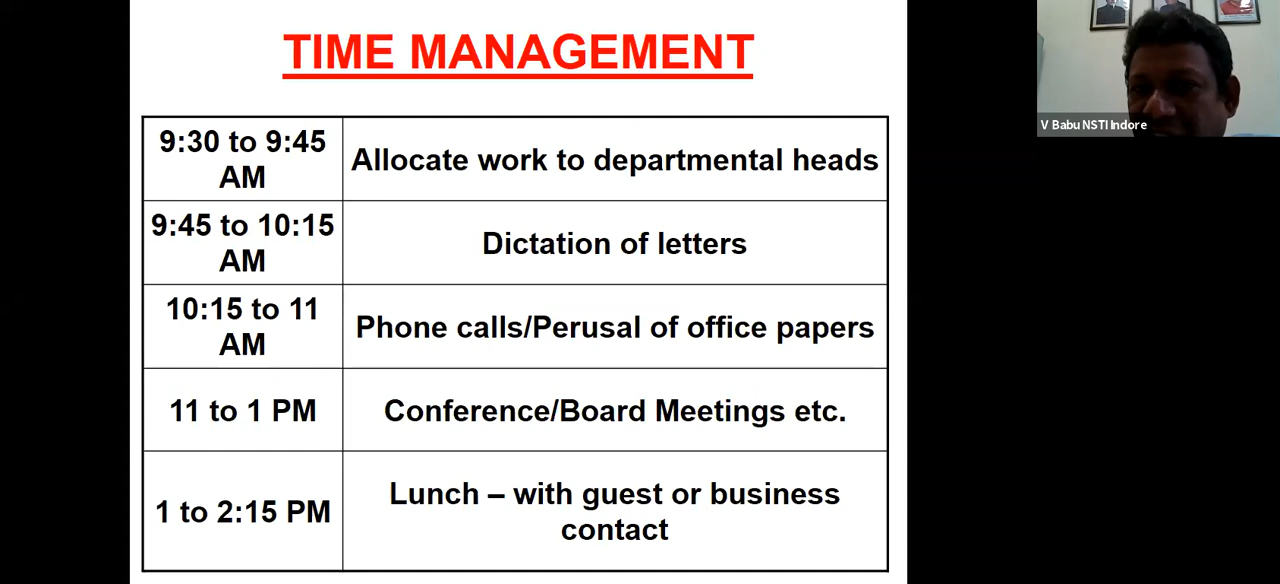 TIME MANAGEMENT
9:30 to 9:45
AM
Allocate work to departmental heads
9:45 to 10:15
AM
Dictation of letters
10:15 to 11
AM
Phone calls/Perusal of office papers
11 to 1 PM
Conference/Board Meetings etc.
1 to 2:15 PM
Lunch – with guest or business
contact
V Babu NSTI Indore